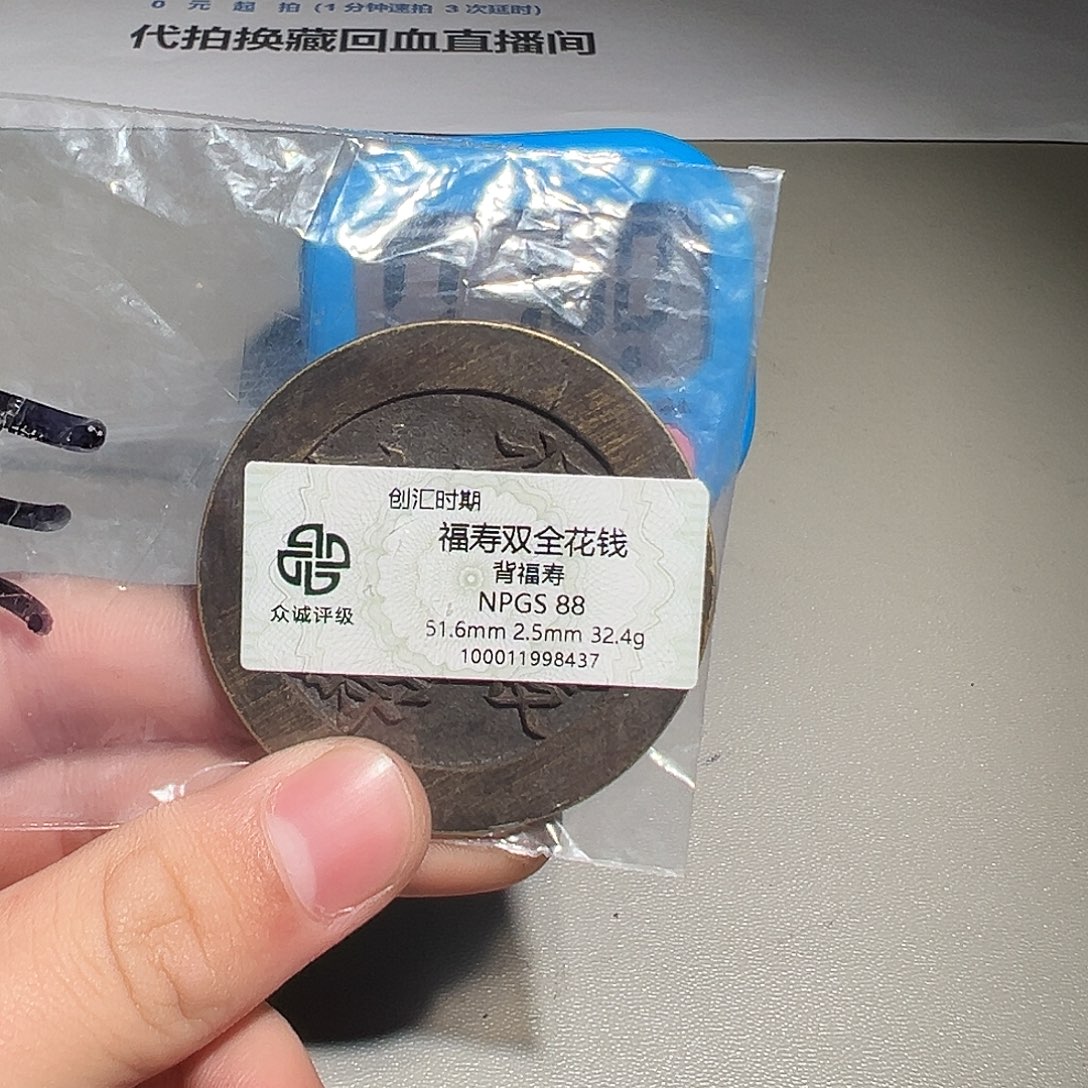 0 元 起 拍 (1分钟速拍 3次延时)
代拍换藏回血直播间
创汇时期
福寿双全花钱
背福寿
NPGS 88
众诚评级
51.6mm 2.5mm 32.4g
100011998437